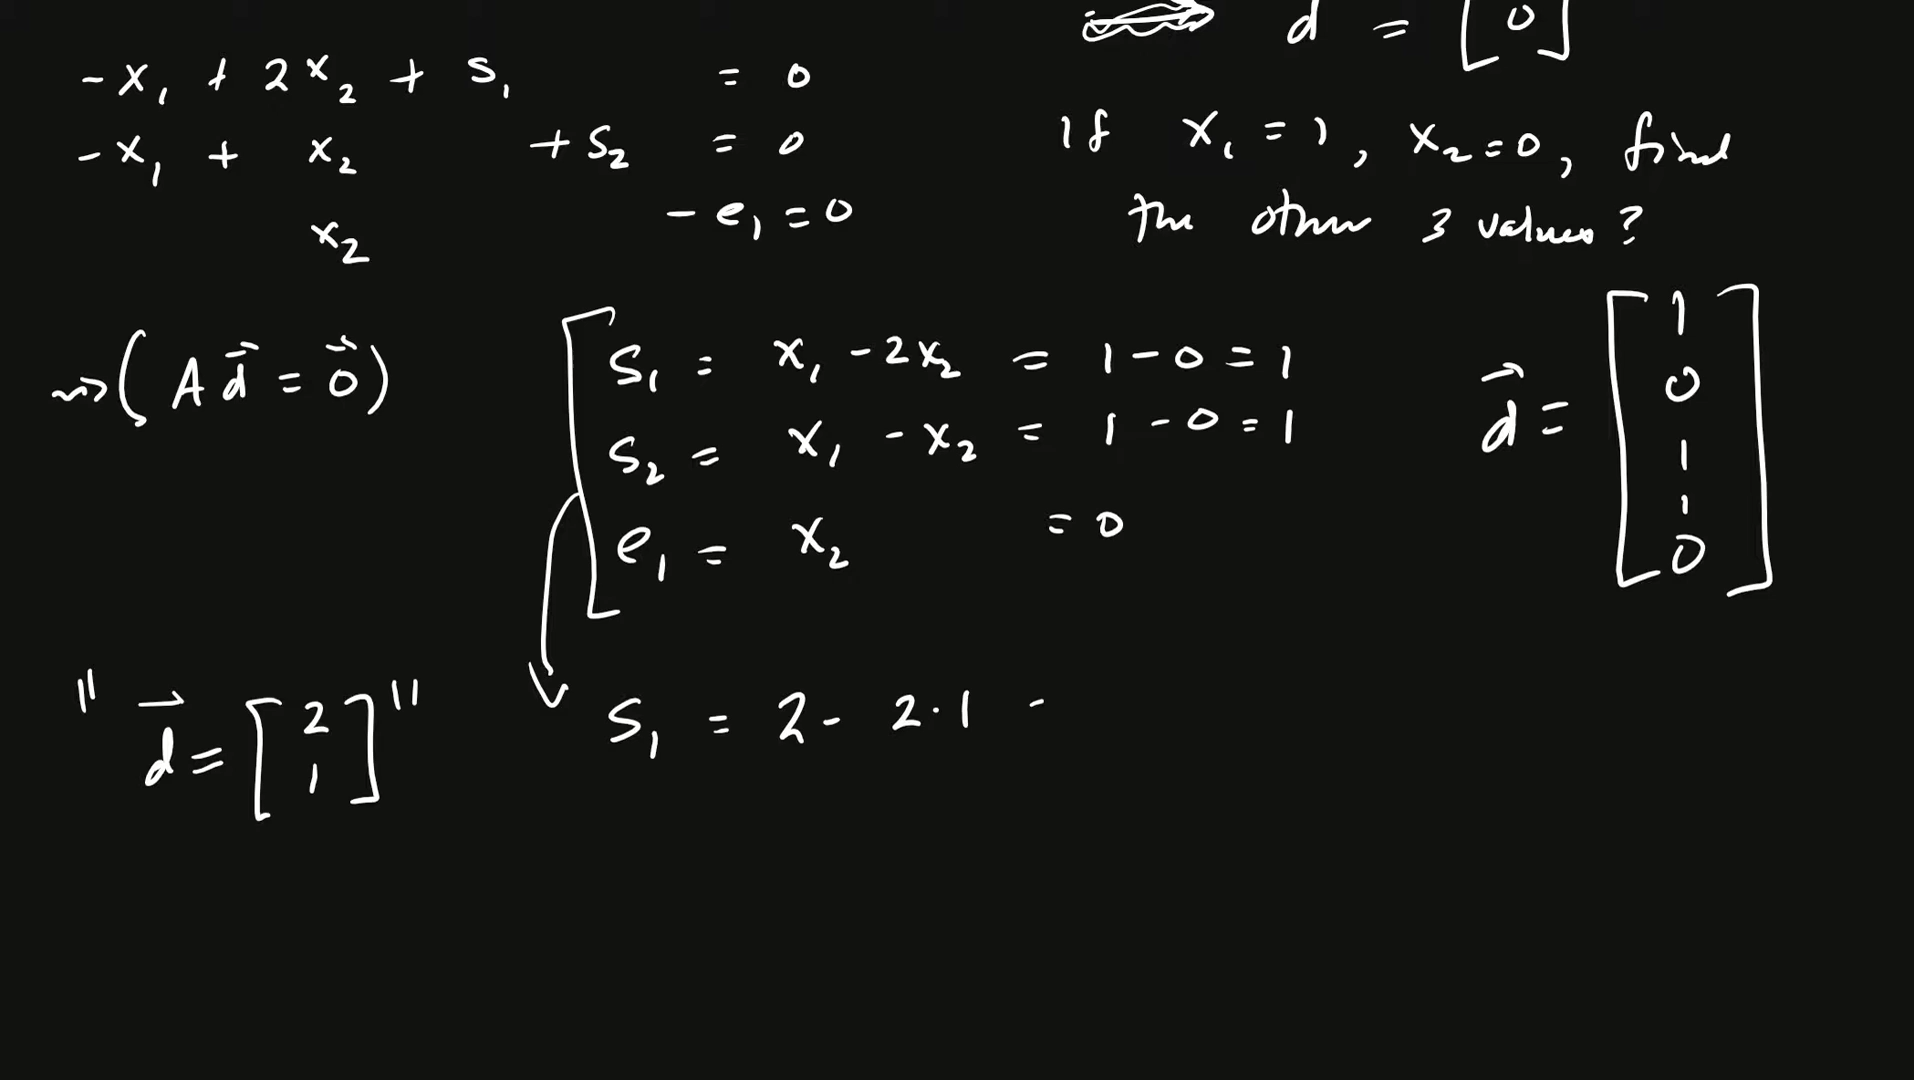 d = [0]
-x₁ + 2x₂ + s₁ = 0
-x₁ + x₂ + s₂ = 0
x₂ - e₁ = 0
If x₁ = 1, x₂ = 0, find
the other 3 values?
⇝ (A d⃗ = 0⃗)
s₁ = x₁ - 2x₂ = 1 - 0 = 1
s₂ = x₁ - x₂ = 1 - 0 = 1
e₁ = x₂ = 0
d⃗ = [1 0 1 1 0]
" d⃗ = [2 1] "
s₁ = 2 - 2·1 -